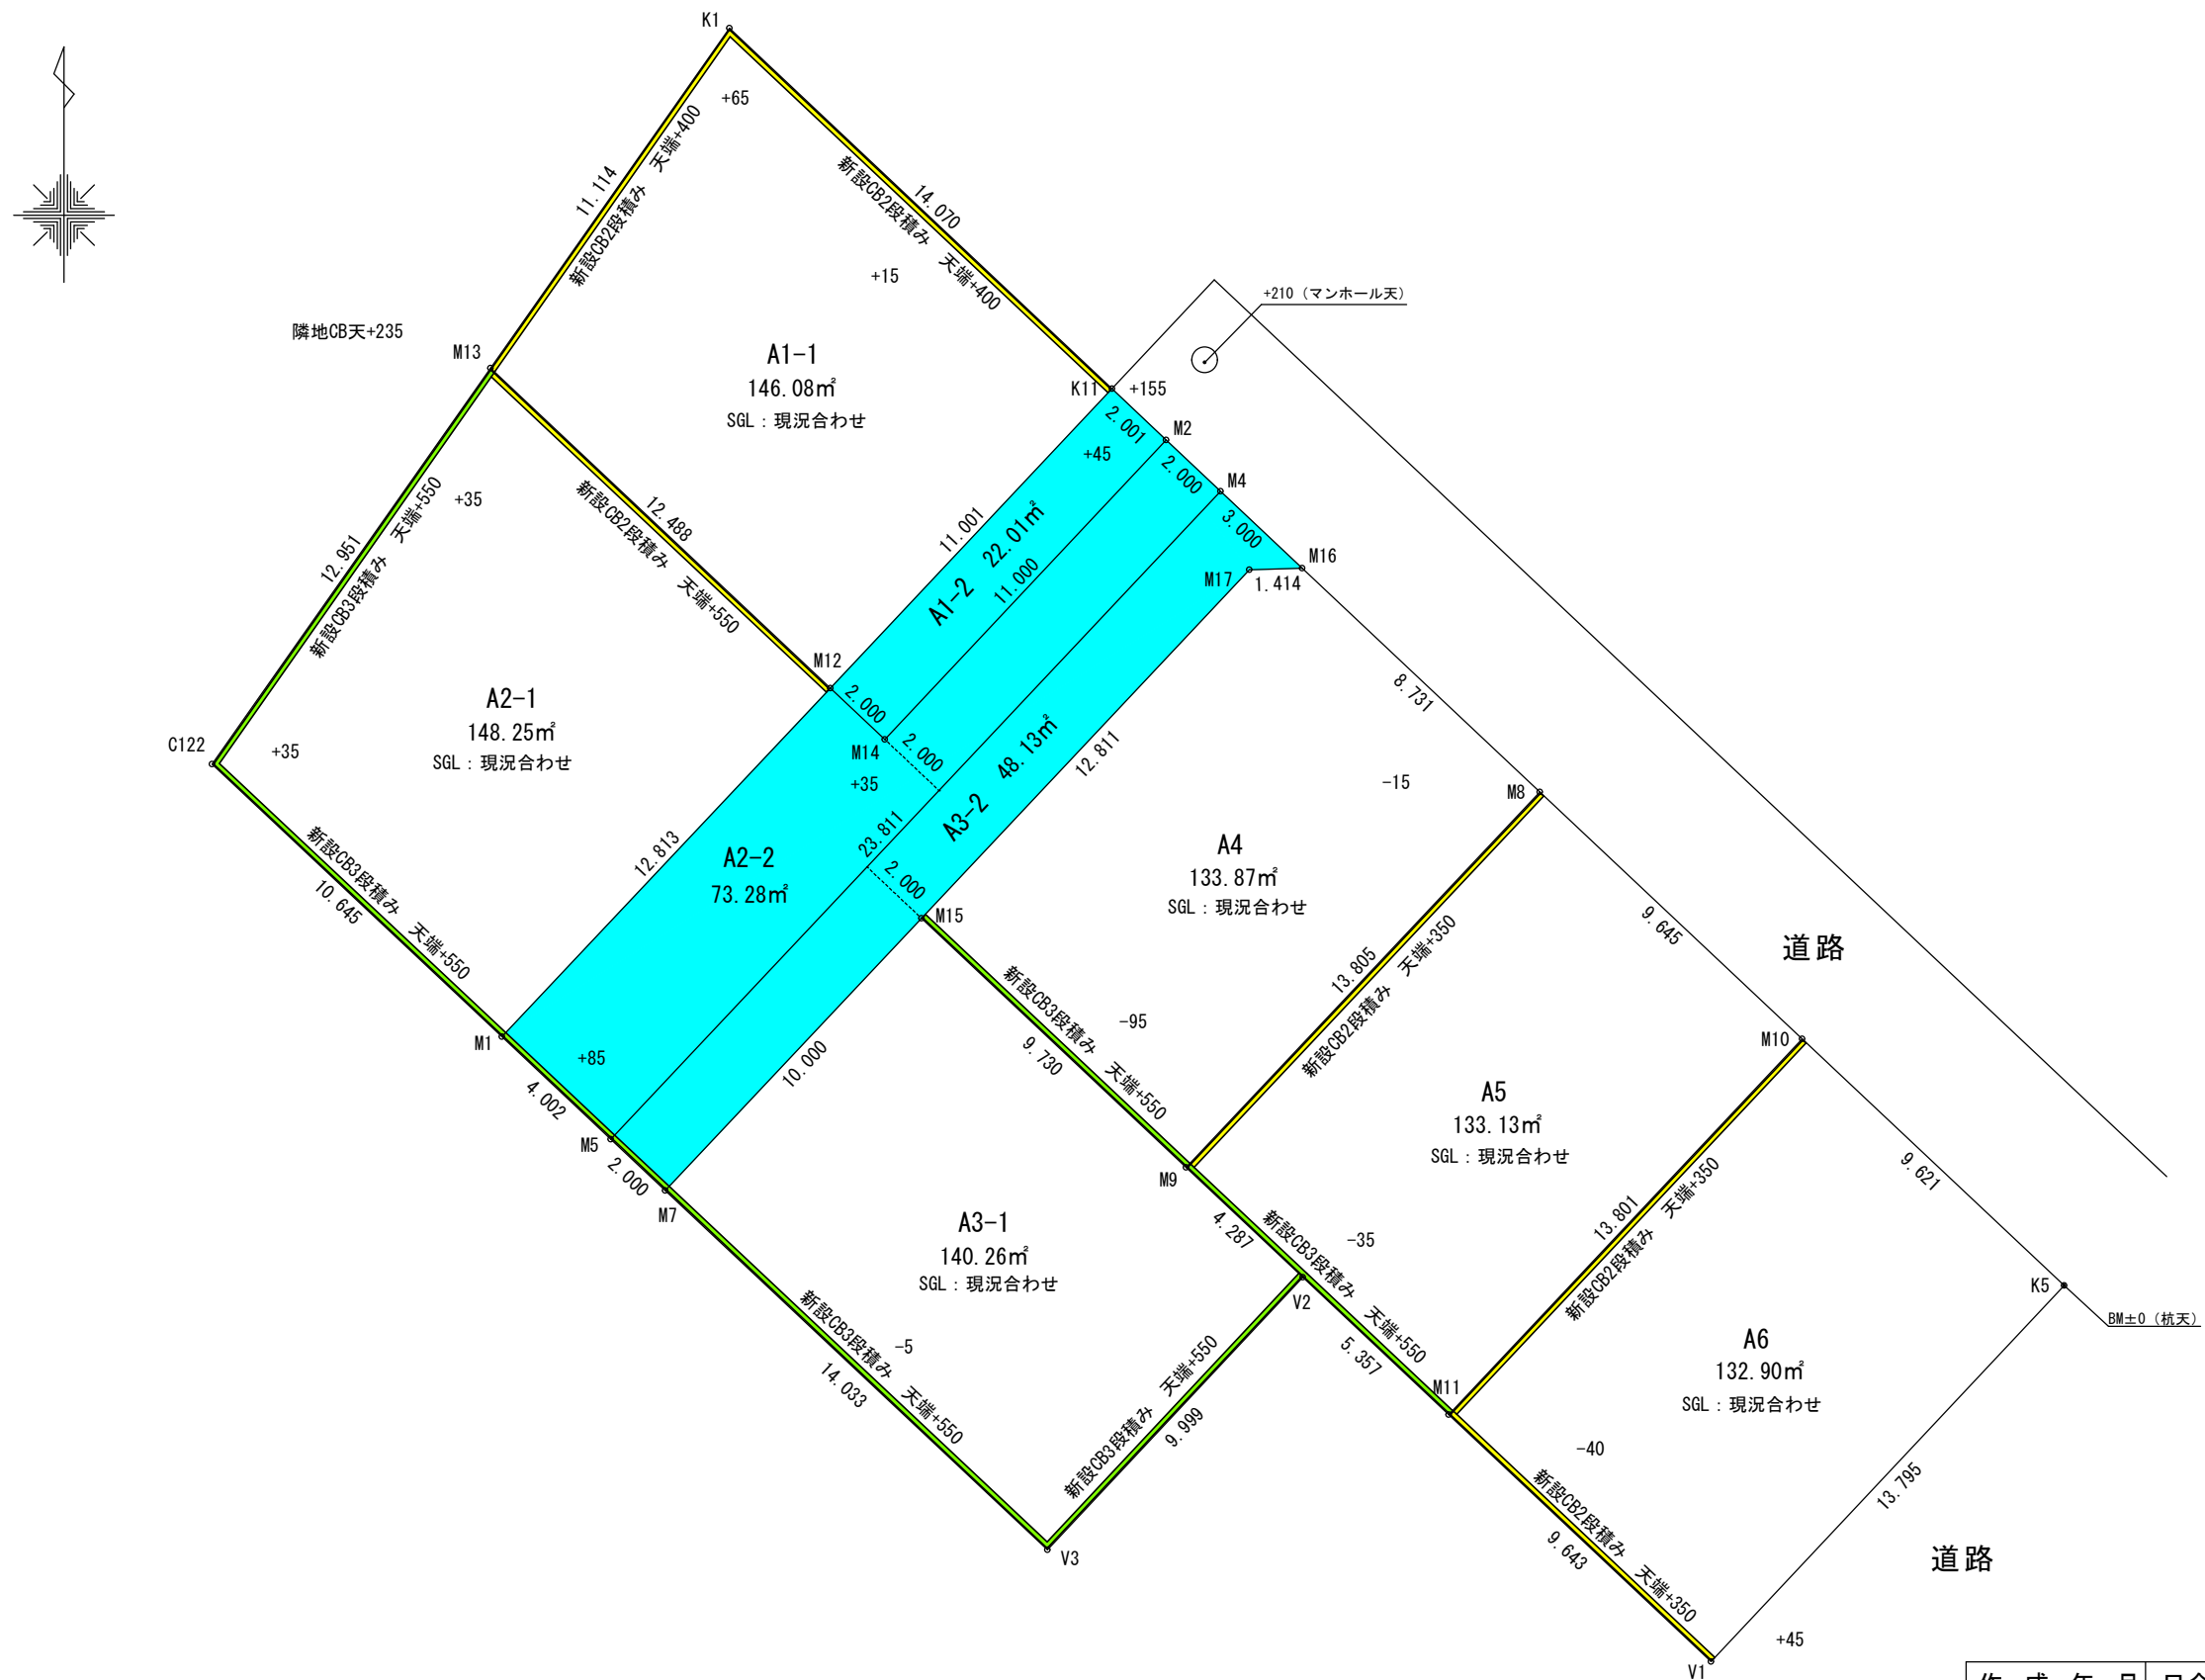 K1
+65
11.114
新設CB2段積み　天端+400
14.070
新設CB2段積み　天端+400
+15
+210（マンホール天）
隣地CB天+235
M13
A1-1
146.08㎡
SGL：現況合わせ
K11
+155
2.001
M2
+45
2.000
M4
3.000
M16
M17
1.414
+35
12.951
新設CB3段積み　天端+550
12.488
新設CB2段積み　天端+550
11.001
A1-2　22.01㎡
11.000
M12
2.000
M14
2.000
+35
A2-1
148.25㎡
SGL：現況合わせ
C122
+35
8.731
12.811
A3-2　48.13㎡
23.811
2.000
M15
-15
M8
A4
133.87㎡
SGL：現況合わせ
12.813
A2-2
73.28㎡
新設CB3段積み　天端+550
10.645
9.645
道路
13.805
新設CB2段積み　天端+350
M1
+85
4.002
M5
2.000
M7
10.000
新設CB3段積み　天端+550
9.730
-95
M10
A5
133.13㎡
SGL：現況合わせ
M9
9.621
A3-1
140.26㎡
SGL：現況合わせ
4.287
新設CB3段積み　天端+550
-35
V2
5.357
13.801
新設CB2段積み　天端+350
K5
BM±0（杭天）
A6
132.90㎡
SGL：現況合わせ
新設CB3段積み　天端+550
14.033
-5
新設CB3段積み　天端+550
9.999
M11
-40
新設CB2段積み　天端+350
9.643
13.795
V3
道路
+45
V1